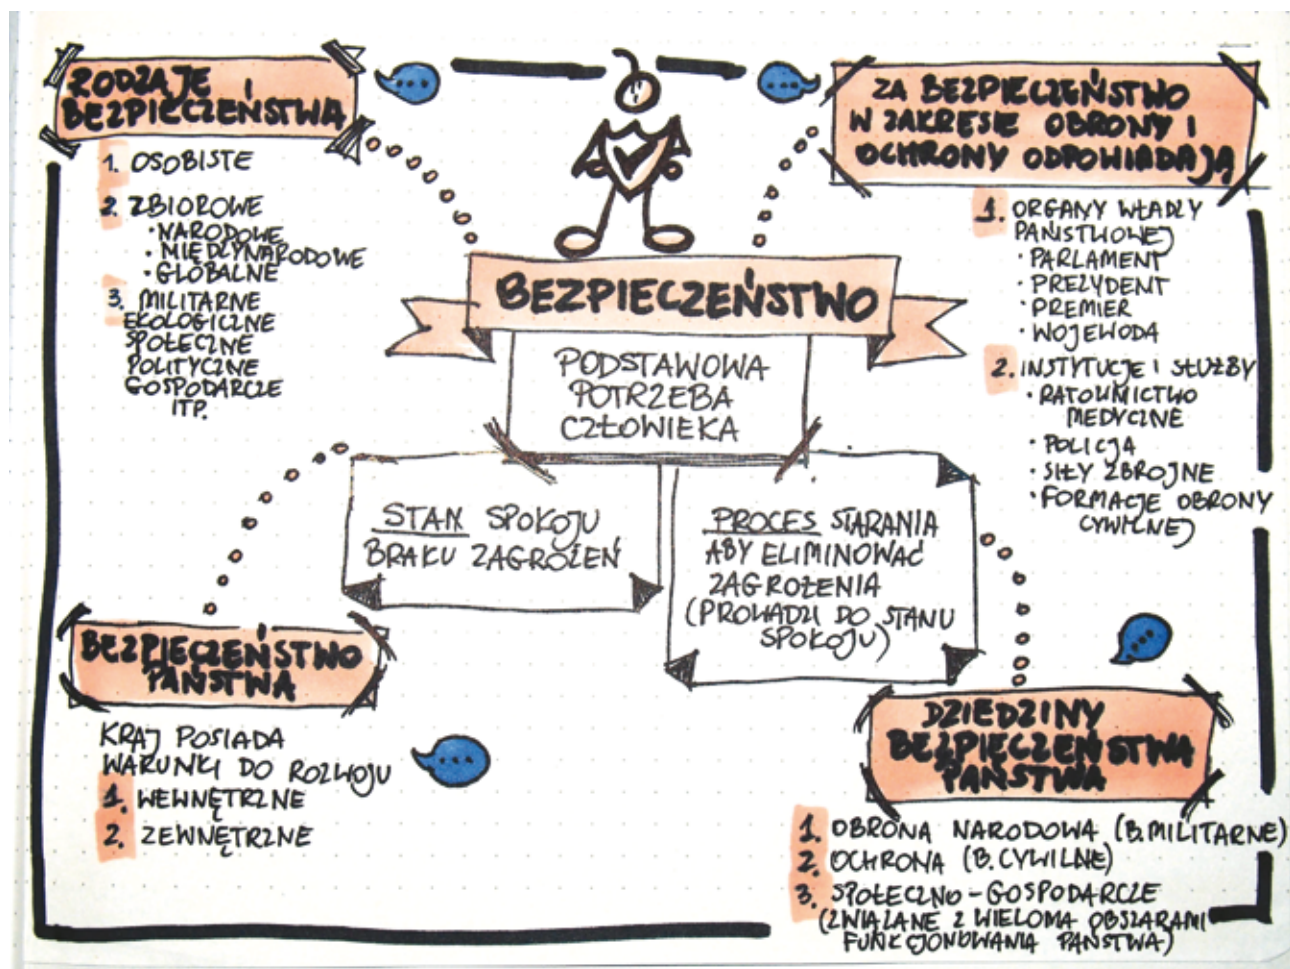 RODZAJE I
BEZPIECZEŃSTWA
1. OSOBISTE
2. ZBIOROWE
• NARODOWE
• MIĘDZYNARODOWE
• GLOBALNE
3. MILITARNE
EKOLOGICZNE
SPOŁECZNE
POLITYCZNE
GOSPODARCZE
ITP.
ZA BEZPIECZEŃSTWO
W ZAKRESIE OBRONY I
OCHRONY ODPOWIADAJĄ
1. ORGANY WŁADZY
PAŃSTWOWEJ
• PARLAMENT
• PREZYDENT
• PREMIER
• WOJEWODA
2. INSTYTUCJE I SŁUŻBY
• RATOWNICTWO
MEDYCZNE
• POLICJA
• SIŁY ZBROJNE
• FORMACJE OBRONY
CYWILNEJ
BEZPIECZEŃSTWO
PODSTAWOWA
POTRZEBA
CZŁOWIEKA
STAN SPOKOJU
BRAKU ZAGROŻEŃ
PROCES STARANIA
ABY ELIMINOWAĆ
ZAGROŻENIA
(PROWADZI DO STANU
SPOKOJU)
BEZPIECZEŃSTWO
PAŃSTWA
KRAJ POSIADA
WARUNKI DO ROZWOJU
1. WEWNĘTRZNE
2. ZEWNĘTRZNE
DZIEDZINY
BEZPIECZEŃSTWA
PAŃSTWA
1. OBRONA NARODOWA (B.MILITARNE)
2. OCHRONA (B.CYWILNE)
3. SPOŁECZNO-GOSPODARCZE
(ZWIĄZANE Z WIELOMA OBSZARAMI
FUNKCJONOWANIA PAŃSTWA)